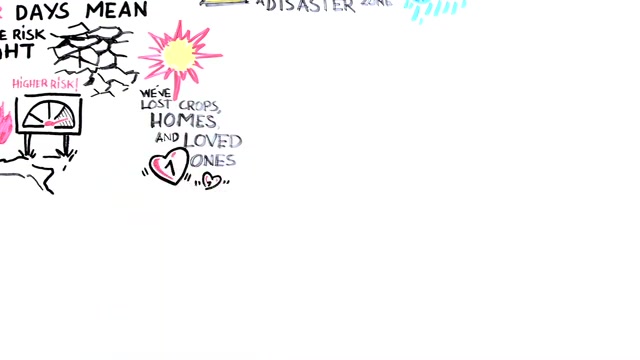 DAYS MEAN
A DISASTER ZONE
RISK
HIGHER RISK!
WE'VE
LOST CROPS,
HOMES,
AND LOVED
ONES